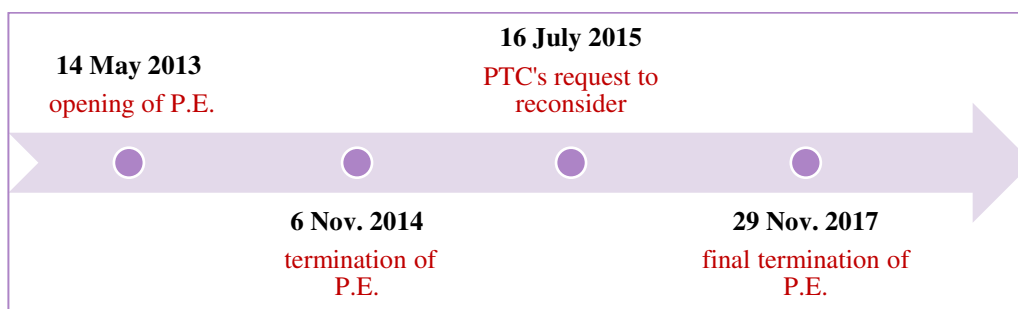 14 May 2013
opening of P.E.
6 Nov. 2014
termination of
P.E.
16 July 2015
PTC's request to
reconsider
29 Nov. 2017
final termination of
P.E.